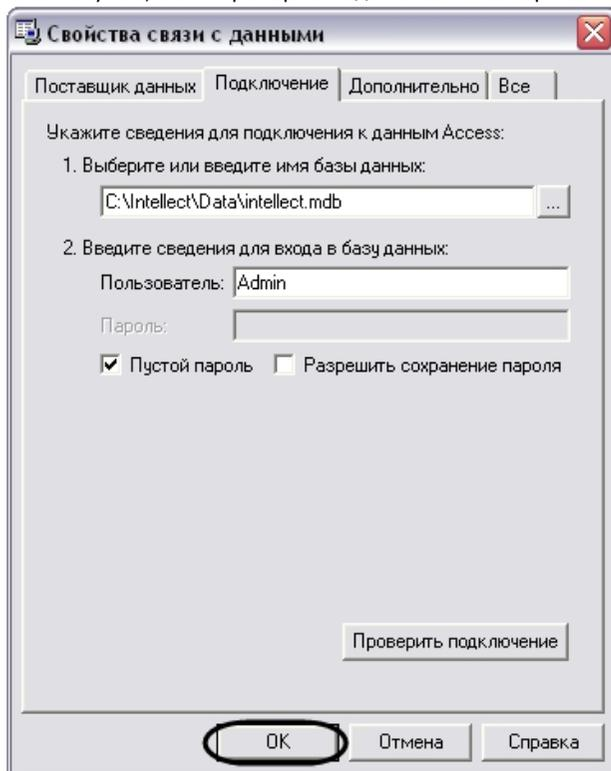 Свойства связи с данными
Поставщик данных Подключение Дополнительно Все
Укажите сведения для подключения к данным Access:
1. Выберите или введите имя базы данных:
C:\Intellect\Data\intellect.mdb ...
2. Введите сведения для входа в базу данных:
Пользователь: Admin
Пароль:
Пустой пароль Разрешить сохранение пароля
Проверить подключение
OK Отмена Справка